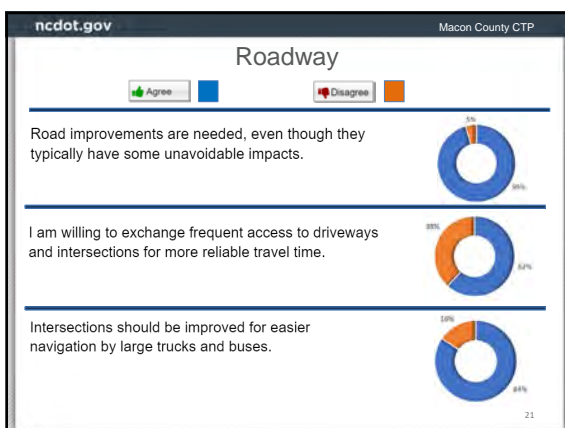 ncdot.gov
Macon County CTP
Roadway
Agree
Disagree
Road improvements are needed, even though they
typically have some unavoidable impacts.
5%
95%
I am willing to exchange frequent access to driveways
and intersections for more reliable travel time.
38%
62%
Intersections should be improved for easier
navigation by large trucks and buses.
16%
84%
21